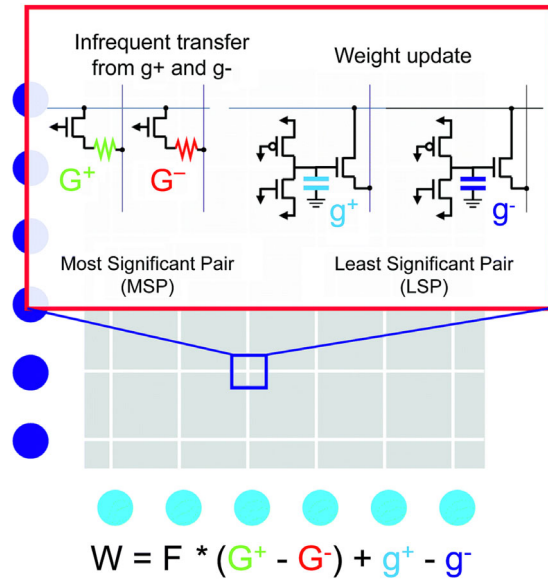 Infrequent transfer
from g+ and g-
Weight update
G⁺
G⁻
g⁺
g⁻
Most Significant Pair
(MSP)
Least Significant Pair
(LSP)
W = F * (G⁺ - G⁻) + g⁺ - g⁻